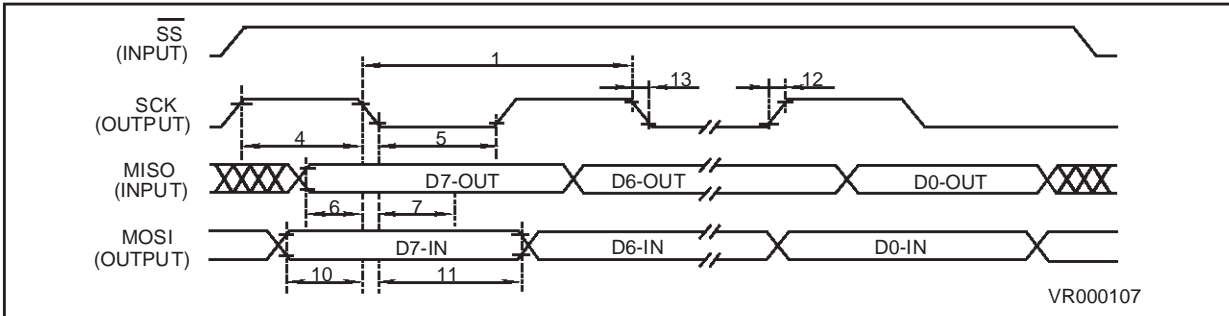 SS
(INPUT)
1
13
12
SCK
(OUTPUT)
4
5
MISO
(INPUT)
D7-OUT
D6-OUT
D0-OUT
6
7
MOSI
(OUTPUT)
D7-IN
D6-IN
D0-IN
10
11
VR000107